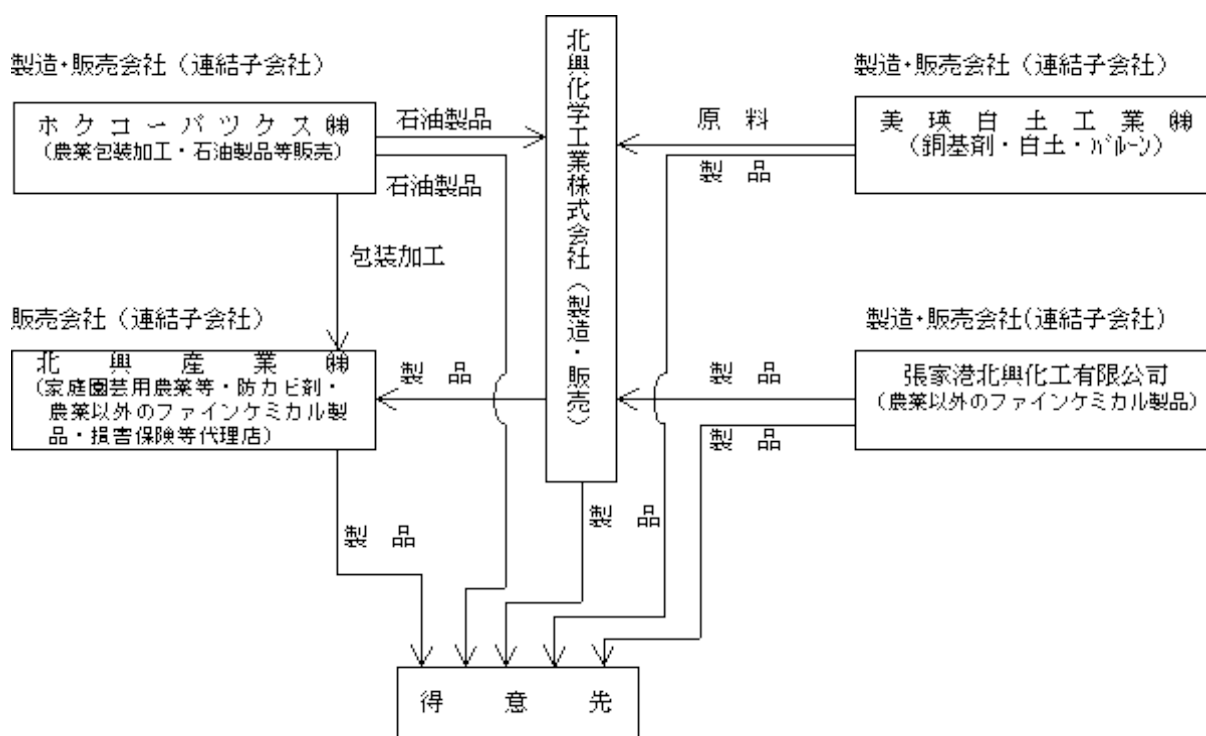 製造・販売会社（連結子会社）
ホクコーパツクス㈱
（農薬包装加工・石油製品等販売）
石油製品
石油製品
包装加工
販売会社（連結子会社）
北興産業㈱
（家庭園芸用農薬等・防カビ剤・
農薬以外のファインケミカル製
品・損害保険等代理店）
製品
製品
北興化学工業株式会社（製造・販売）
製品
製造・販売会社（連結子会社）
美瑛白土工業㈱
（銅基剤・白土・ﾊﾞﾙｰﾝ）
原料
製品
製造・販売会社(連結子会社）
張家港北興化工有限公司
（農薬以外のファインケミカル製品）
製品
製品
得意先